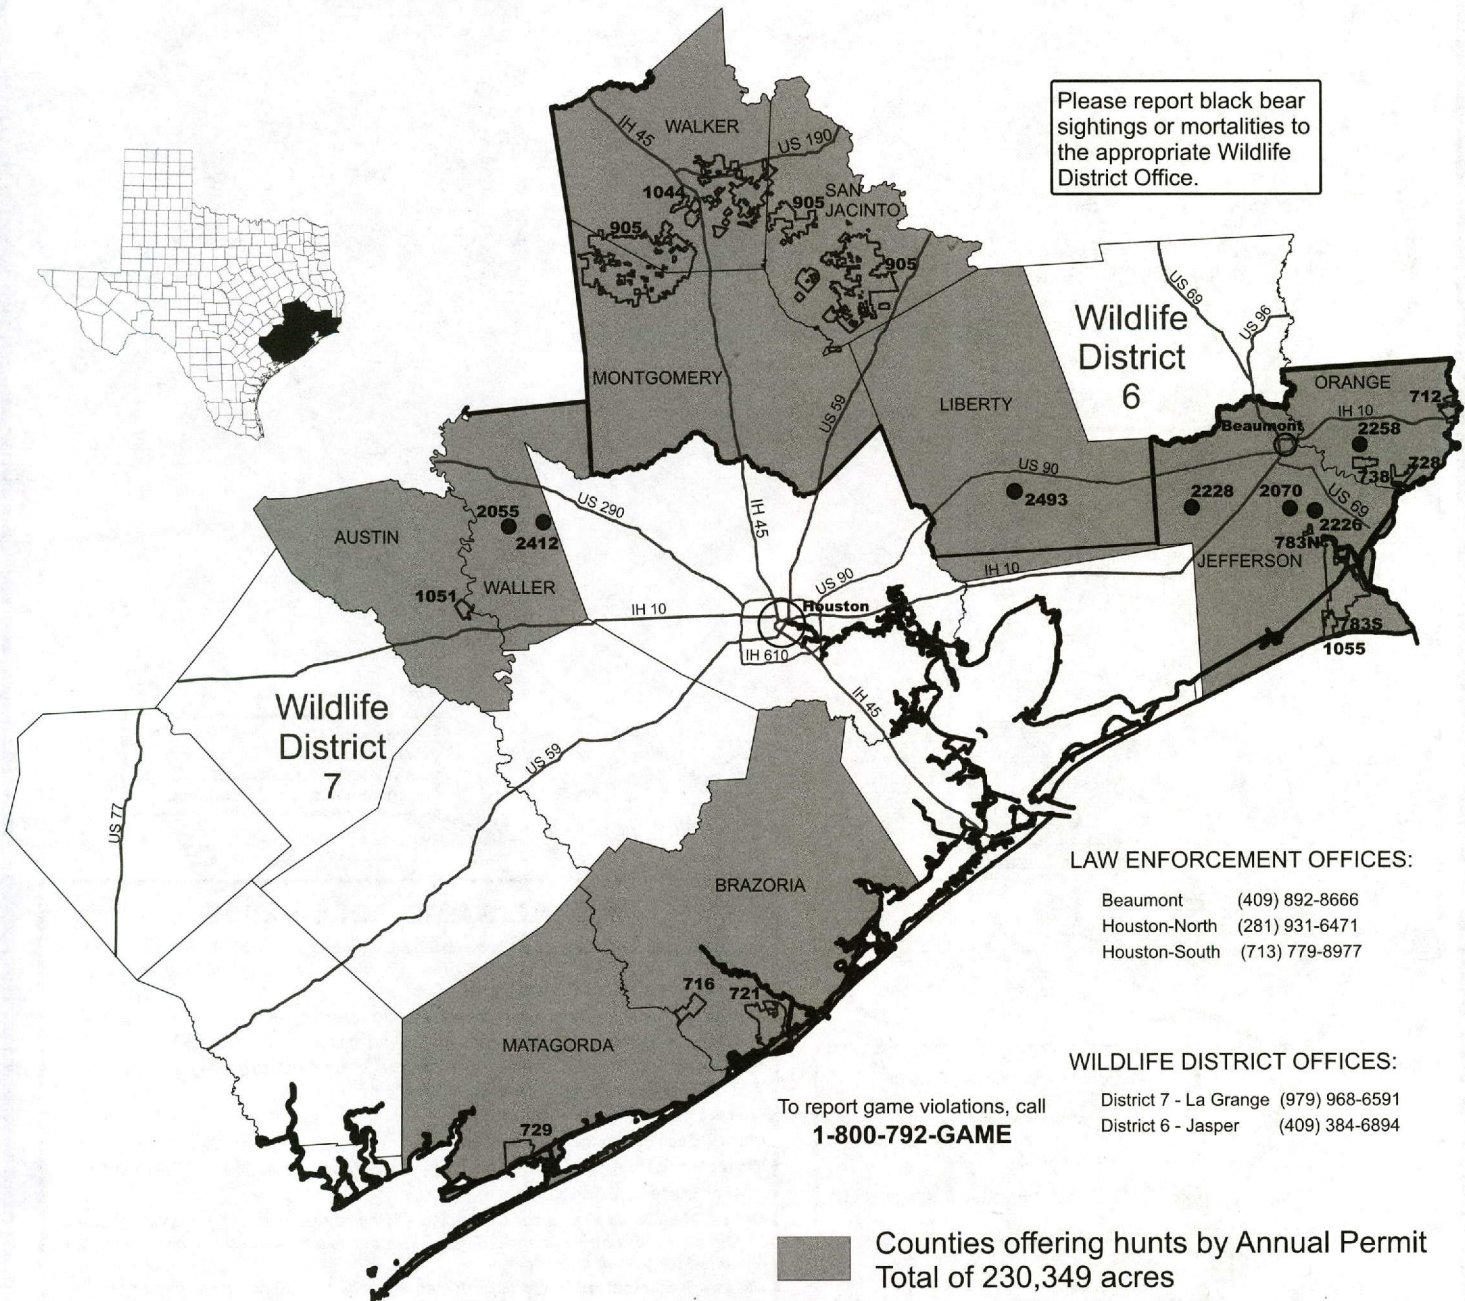 Please report black bear
sightings or mortalities to
the appropriate Wildlife
District Office.
IH 45
WALKER
US 190
1044
SAN
JACINTO
905
905
905
US 69
US 96
Wildlife
District
6
MONTGOMERY
US 59
LIBERTY
ORANGE
712
IH 10
Beaumont
2258
728
738
US 90
2493
2228
2070
US 69
2226
783N
JEFFERSON
IH 10
783S
1055
US 290
2055
2412
AUSTIN
WALLER
1051
IH 45
US 90
Houston
IH 10
IH 610
IH 45
Wildlife
District
7
US 59
US 77
BRAZORIA
716
721
MATAGORDA
729
LAW ENFORCEMENT OFFICES:
Beaumont (409) 892-8666
Houston-North (281) 931-6471
Houston-South (713) 779-8977
WILDLIFE DISTRICT OFFICES:
District 7 - La Grange (979) 968-6591
District 6 - Jasper (409) 384-6894
To report game violations, call
1-800-792-GAME
Counties offering hunts by Annual Permit
Total of 230,349 acres